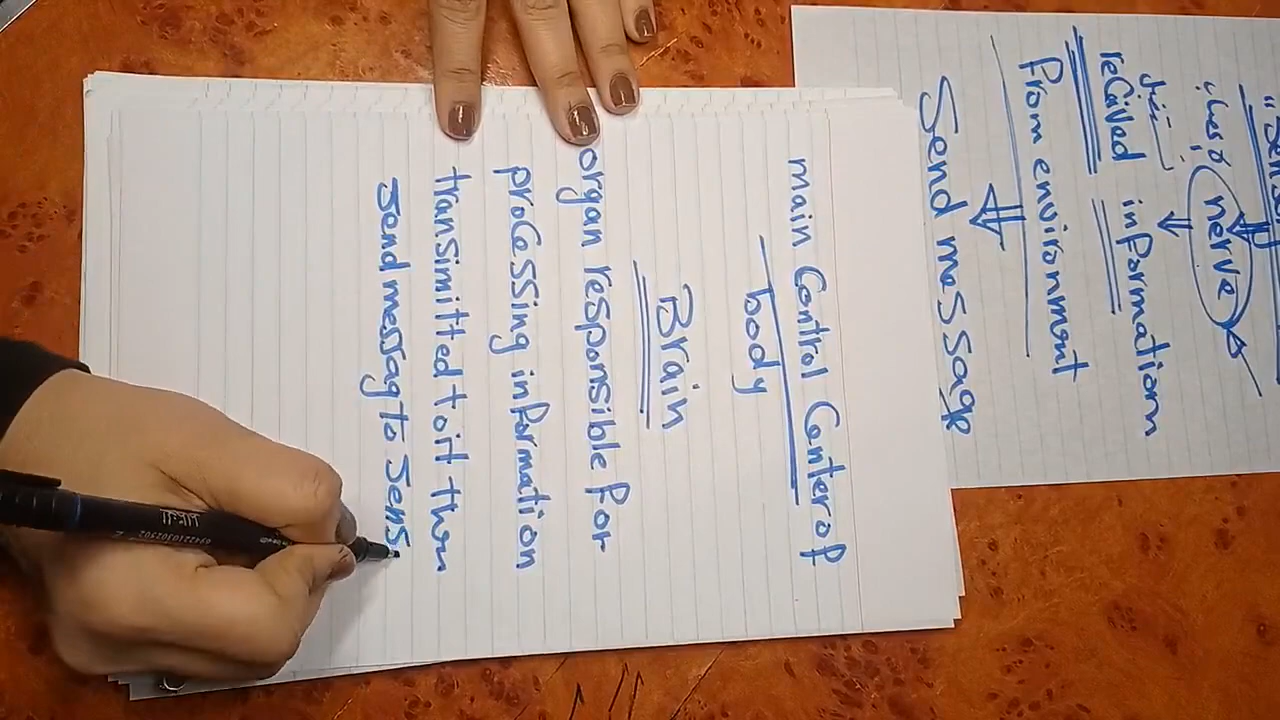 main Control Center of
body
Brain
organ responsible for
processing information
transimitted to it then
Send messag to Sens
nerve
recived information
From environment
Send message